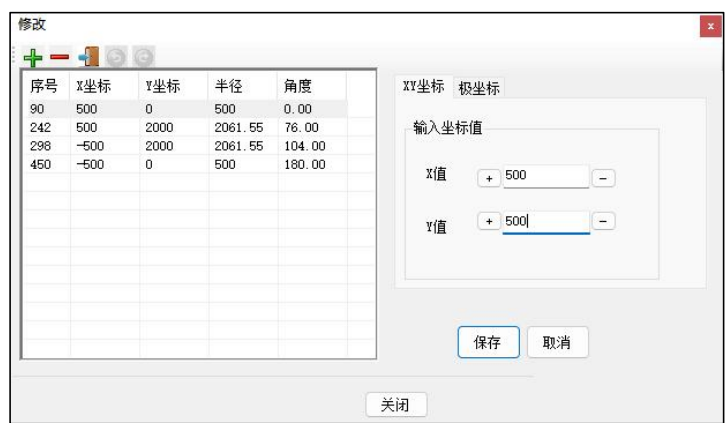 修改
序号 X坐标 Y坐标 半径 角度
90 500 0 500 0.00
242 500 2000 2061.55 76.00
298 -500 2000 2061.55 104.00
450 -500 0 500 180.00
XY坐标 极坐标
输入坐标值
X值 + 500 -
Y值 + 500 -
保存 取消
关闭